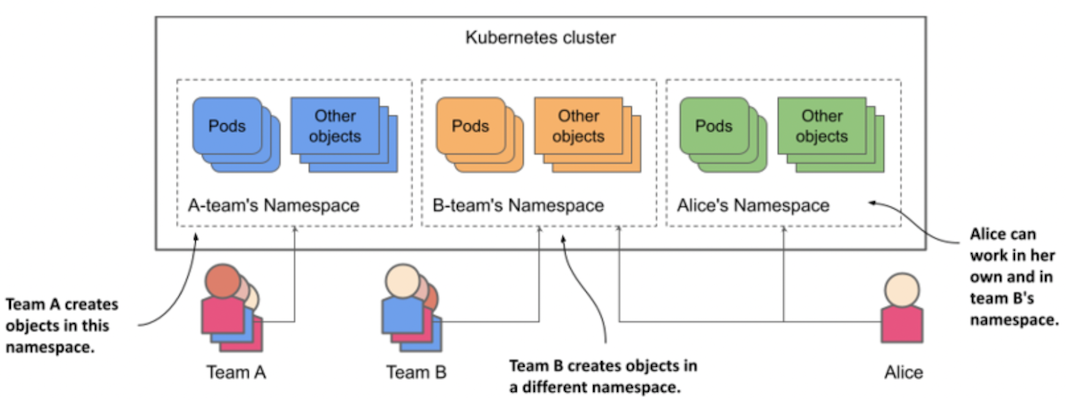 Kubernetes cluster
Pods
Other
objects
A-team's Namespace
Pods
Other
objects
B-team's Namespace
Pods
Other
objects
Alice's Namespace
Team A creates
objects in this
namespace.
Team A
Team B
Team B creates objects in
a different namespace.
Alice can
work in her
own and in
team B's
namespace.
Alice